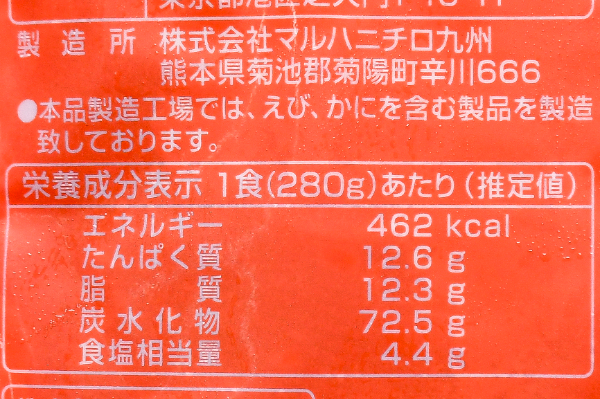 製造所 株式会社マルハニチロ九州
熊本県菊池郡菊陽町辛川666
●本品製造工場では、えび、かにを含む製品を製造
致しております。
栄養成分表示 1食(280g)あたり(推定値)
エネルギー 462 kcal
たんぱく質 12.6 g
脂質 12.3 g
炭水化物 72.5 g
食塩相当量 4.4 g